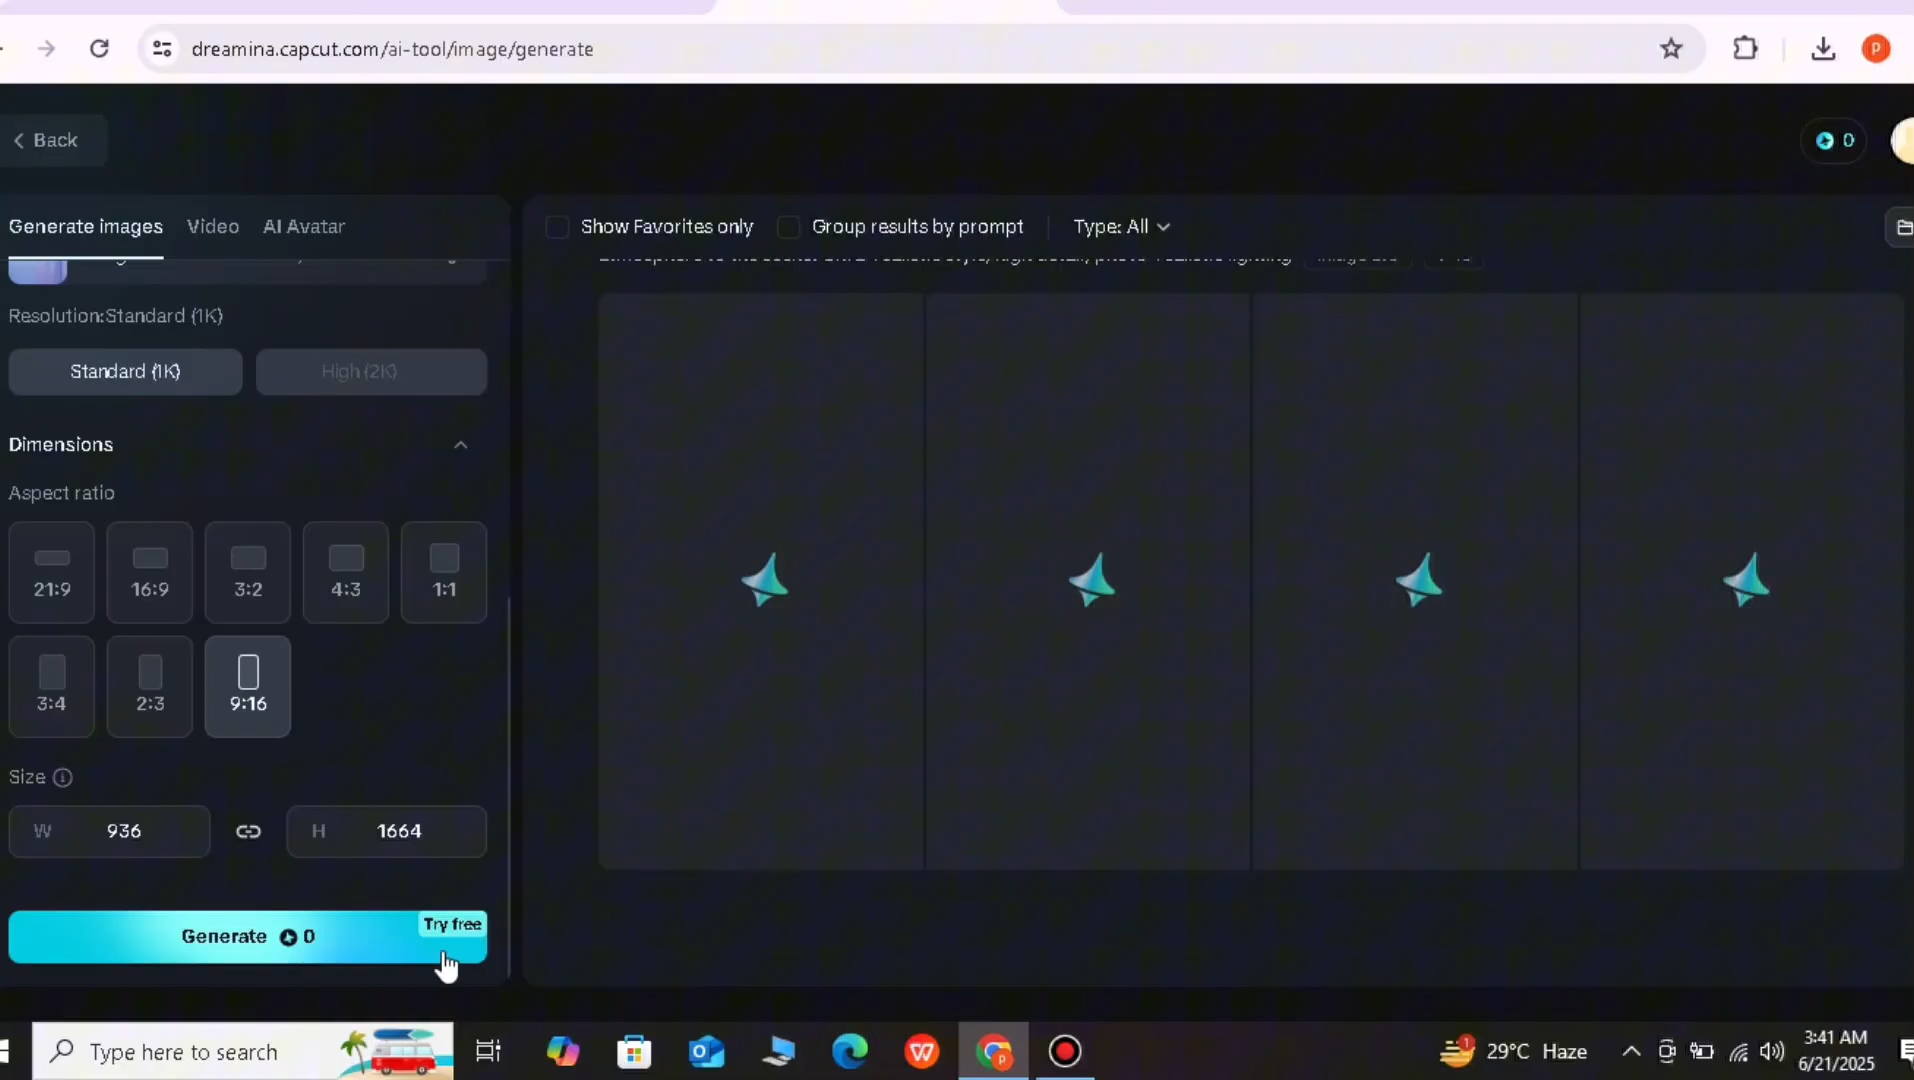 dreamina.capcut.com/ai-tool/image/generate
P
Back
0
Generate images Video AI Avatar
Show Favorites only Group results by prompt Type: All
Resolution:Standard (1K)
Standard (1K) High (2K)
Dimensions
Aspect ratio
21:9 16:9 3:2 4:3 1:1
3:4 2:3 9:16
Size
W 936 H 1664
Try free
Generate 0
Type here to search
1
29°C Haze
3:41 AM
6/21/2025